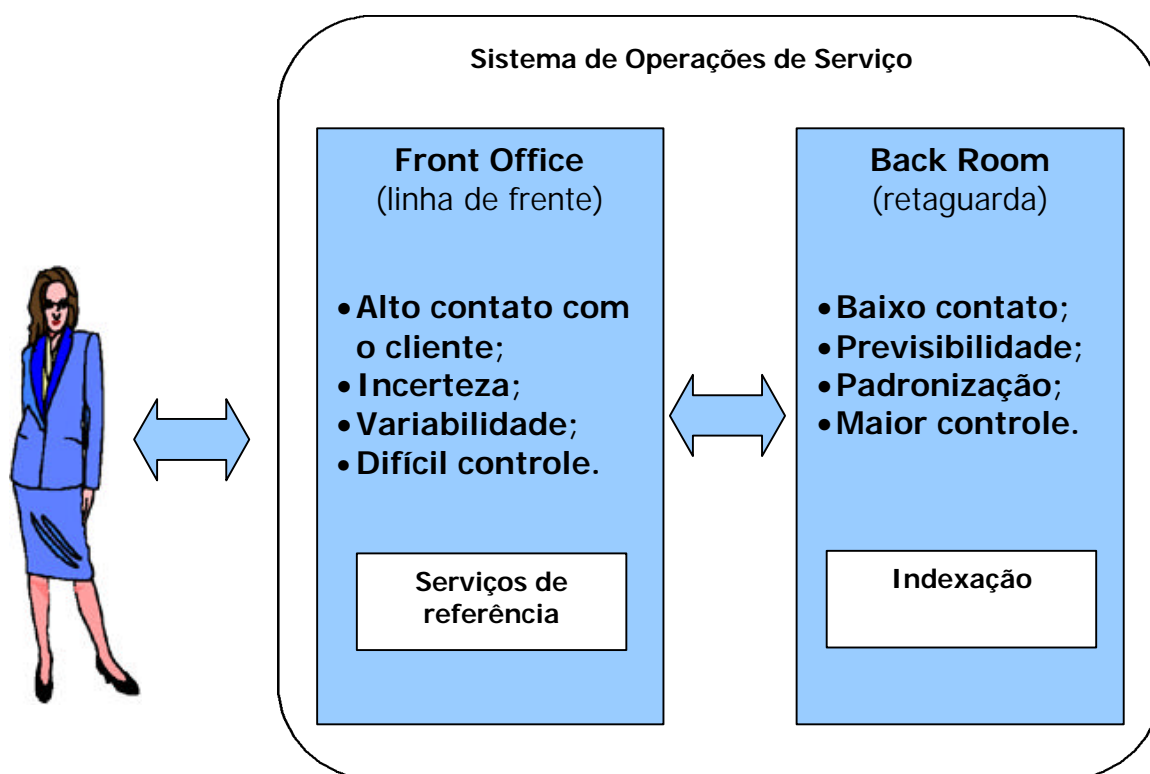 Sistema de Operações de Serviço
Front Office
(linha de frente)
• Alto contato com
o cliente;
• Incerteza;
• Variabilidade;
• Difícil controle.
Serviços de
referência
Back Room
(retaguarda)
• Baixo contato;
• Previsibilidade;
• Padronização;
• Maior controle.
Indexação